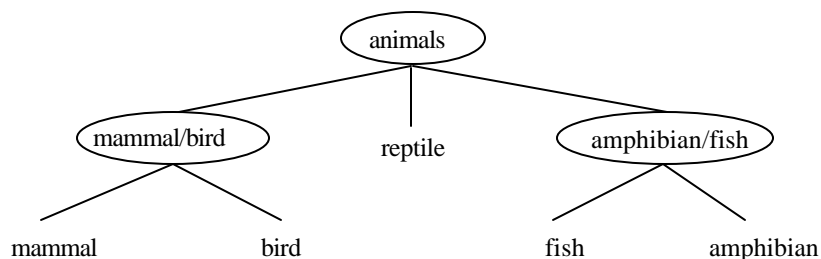 animals
mammal/bird
reptile
amphibian/fish
mammal
bird
fish
amphibian